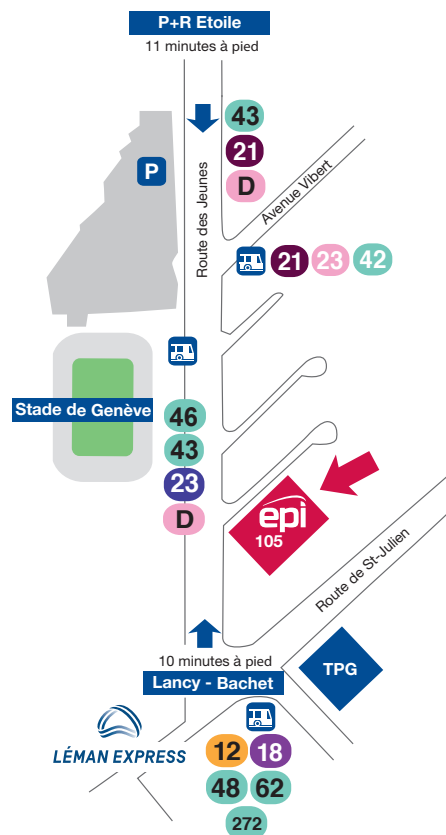 P+R Etoile
11 minutes à pied
43
21
D
P
Route des Jeunes
Avenue Vibert
21 23 42
Stade de Genève
46
43
23
D
epi
105
Route de St-Julien
10 minutes à pied
Lancy - Bachet
TPG
LÉMAN EXPRESS
12 18
48 62
272